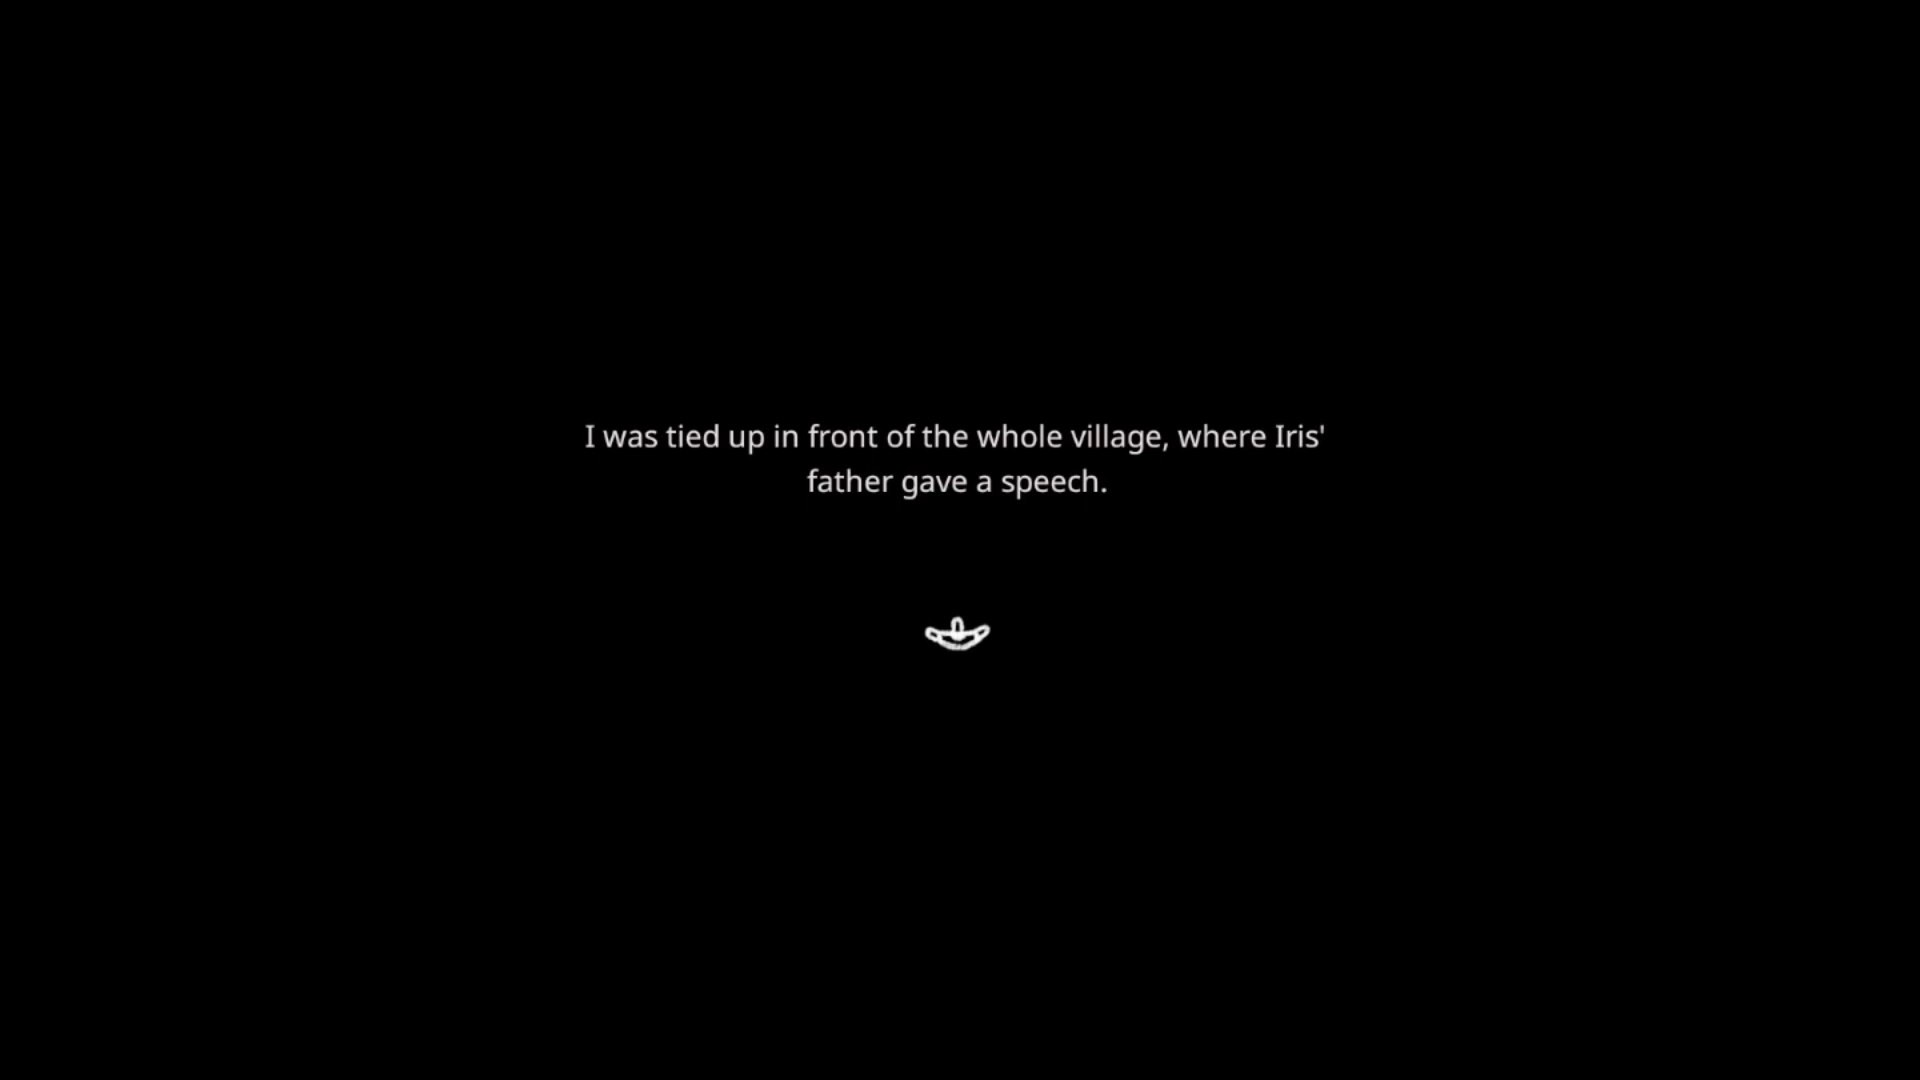 I was tied up in front of the whole village, where Iris'
father gave a speech.